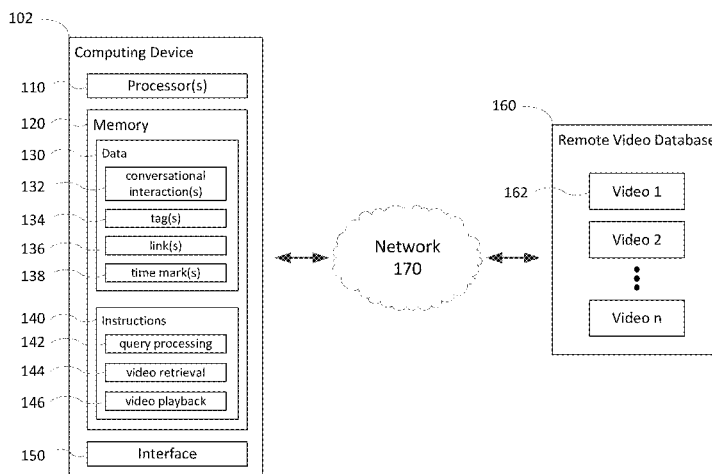 102
Computing Device
110
Processor(s)
120
Memory
130
Data
132
conversational
interaction(s)
134
tag(s)
136
link(s)
138
time mark(s)
140
Instructions
142
query processing
144
video retrieval
146
video playback
150
Interface
Network
170
160
Remote Video Database
162
Video 1
Video 2
Video n